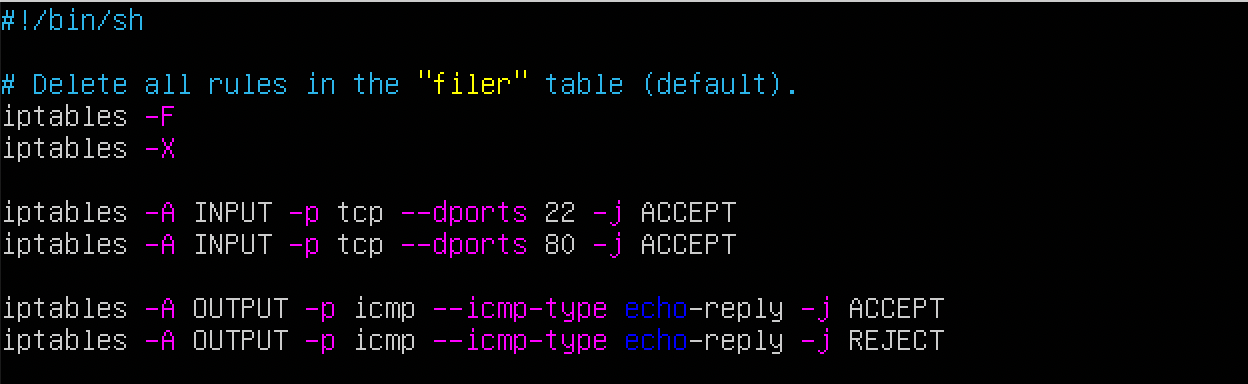 #!/bin/sh
# Delete all rules in the "filer" table (default).
iptables -F
iptables -X
iptables -A INPUT -p tcp --dports 22 -j ACCEPT
iptables -A INPUT -p tcp --dports 80 -j ACCEPT
iptables -A OUTPUT -p icmp --icmp-type echo-reply -j ACCEPT
iptables -A OUTPUT -p icmp --icmp-type echo-reply -j REJECT